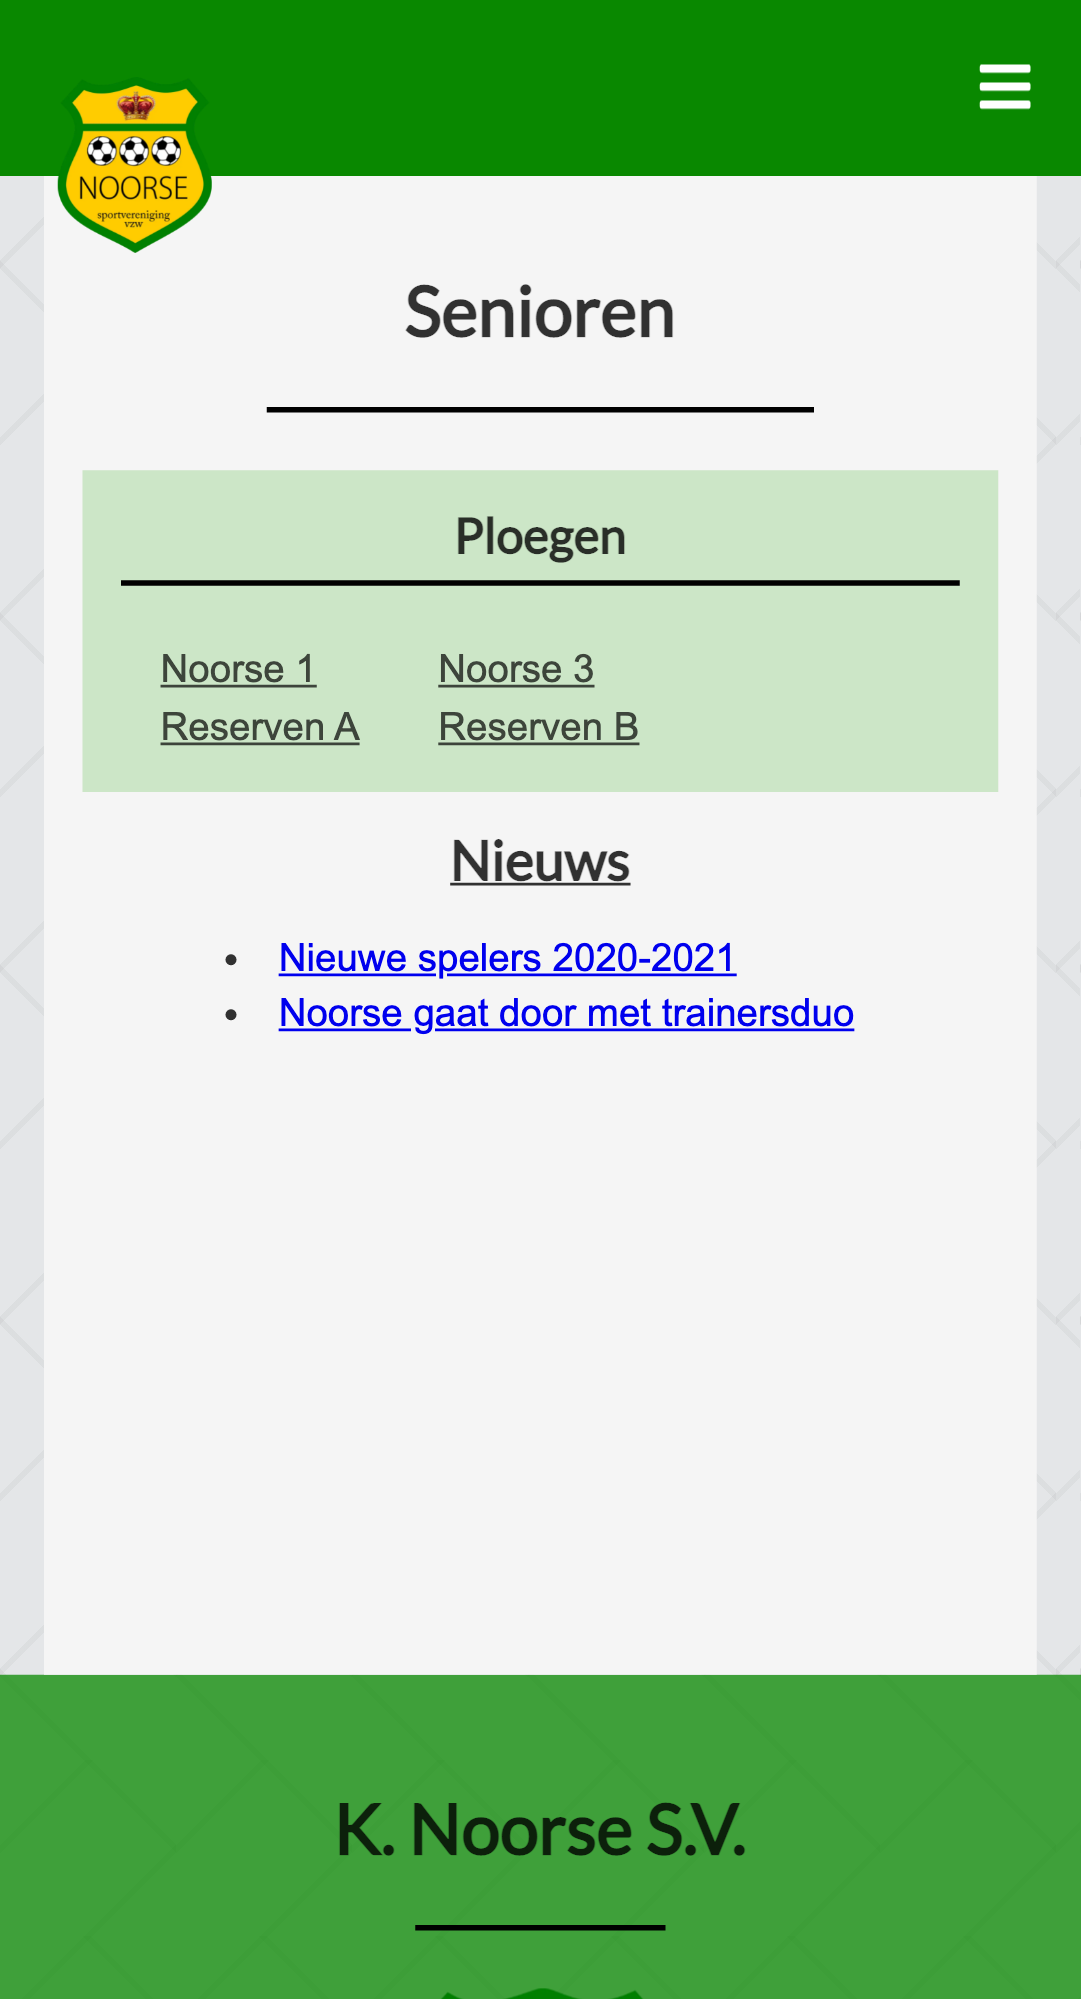 NOORSE
sportvereniging
vzw
Senioren
Ploegen
Noorse 1
Noorse 3
Reserven A
Reserven B
Nieuws
Nieuwe spelers 2020-2021
Noorse gaat door met trainersduo
K. Noorse S.V.